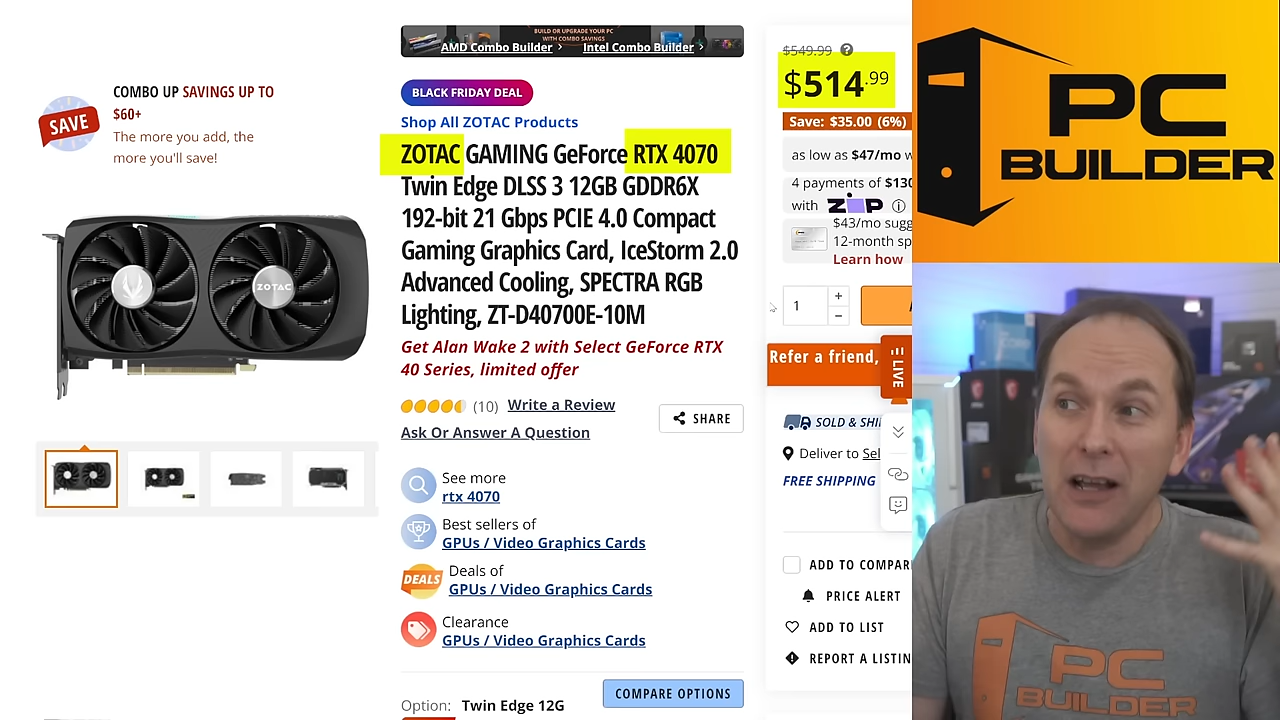 COMBO UP SAVINGS UP TO
$60+
The more you add, the
more you'll save!
SAVE
BUILD OR UPGRADE YOUR PC
WITH COMBO SAVINGS
AMD Combo Builder
Intel Combo Builder
BLACK FRIDAY DEAL
Shop All ZOTAC Products
ZOTAC GAMING GeForce RTX 4070
Twin Edge DLSS 3 12GB GDDR6X
192-bit 21 Gbps PCIE 4.0 Compact
Gaming Graphics Card, IceStorm 2.0
Advanced Cooling, SPECTRA RGB
Lighting, ZT-D40700E-10M
Get Alan Wake 2 with Select GeForce RTX
40 Series, limited offer
(10) Write a Review
SHARE
Ask Or Answer A Question
See more
rtx 4070
Best sellers of
GPUs / Video Graphics Cards
DEALS
Deals of
GPUs / Video Graphics Cards
Clearance
GPUs / Video Graphics Cards
COMPARE OPTIONS
Option: Twin Edge 12G
ZOTAC
$549.99 ?
$514.99
Save: $35.00 (6%)
as low as $47/mo
4 payments of $130
with ZIP
$43/mo
12-month
Learn how
1
+
−
Refer a friend,
LIVE
SOLD &
Deliver to
FREE SHIPPING
ADD TO
PRICE ALERT
ADD TO LIST
REPORT A
PC
BUILDER
PC
BUILDER